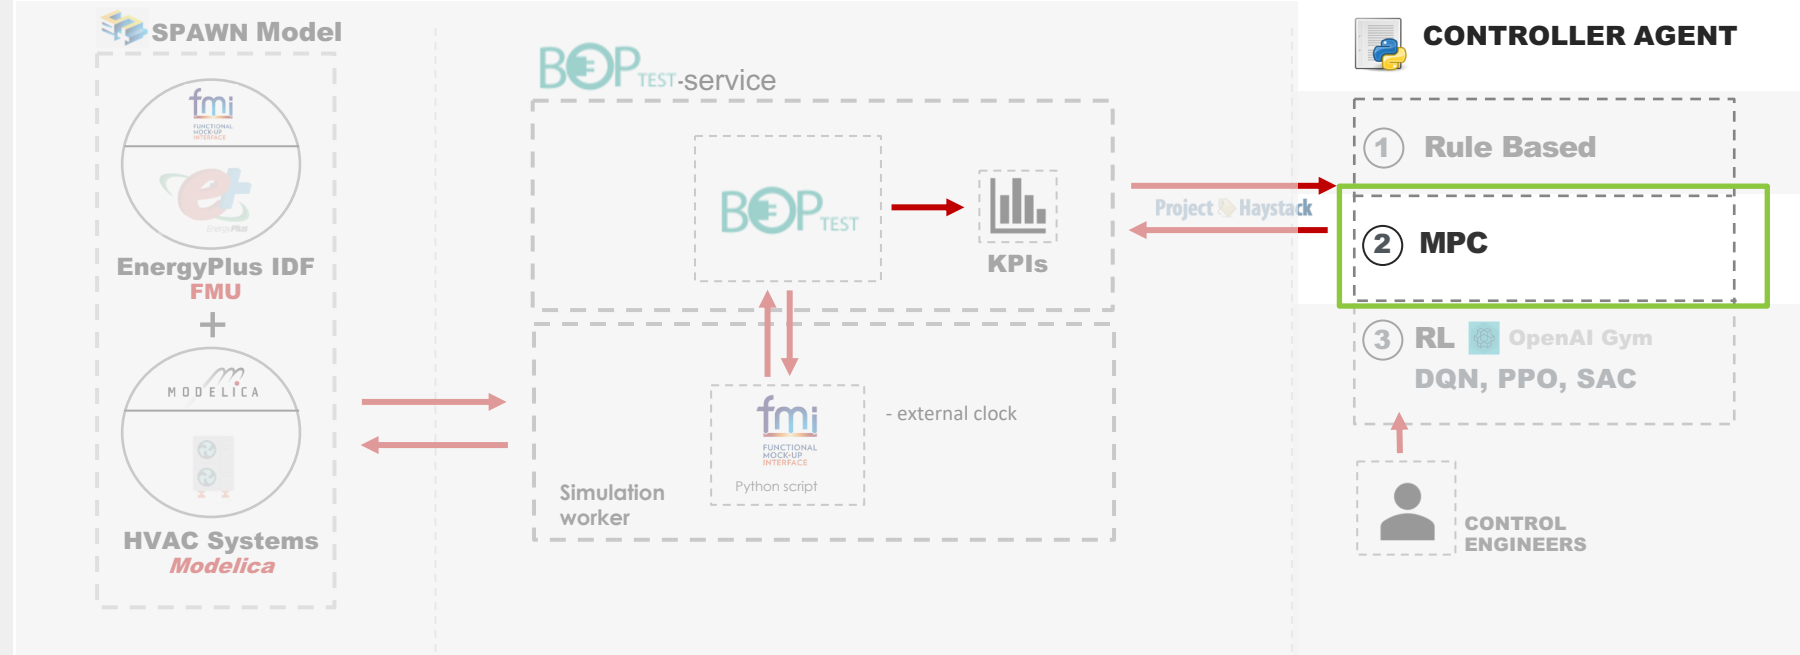 SPAWN Model
fmi
FUNCTIONAL
MOCK-UP
INTERFACE
EnergyPlus
EnergyPlus IDF
FMU
+
MODELICA
HVAC Systems
Modelica
BOPTEST-service
BOPTEST
KPIs
fmi
FUNCTIONAL
MOCK-UP
INTERFACE
Python script
- external clock
Simulation
worker
Project Haystack
CONTROLLER AGENT
1 Rule Based
2 MPC
3 RL OpenAI Gym
DQN, PPO, SAC
CONTROL
ENGINEERS